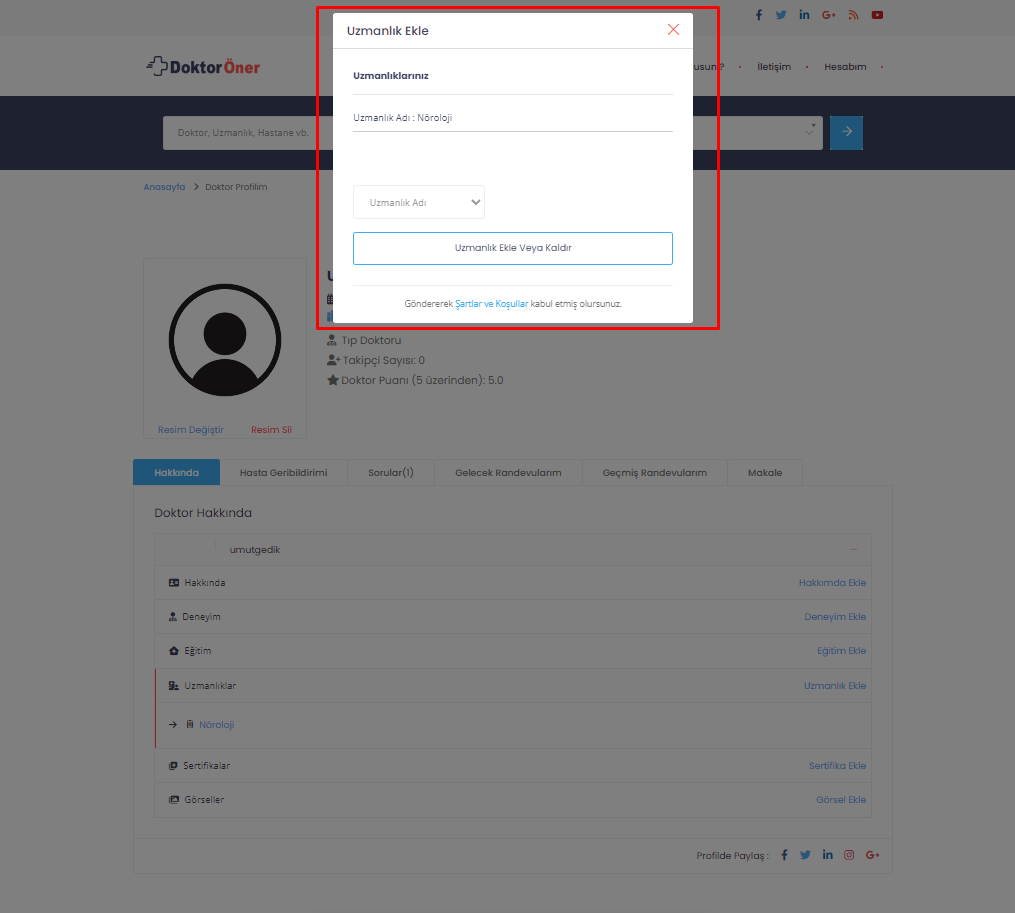 Uzmanlık Ekle
Uzmanlıklarınız
Uzmanlık Adı : Nöroloji
Uzmanlık Adı
Uzmanlık Ekle Veya Kaldır
Göndererek Şartlar ve Koşullar kabul etmiş olursunuz.
DoktorÖner
İletişim
Hesabım
Doktor, Uzmanlık, Hastane vb.
Anasayfa > Doktor Profilim
Tıp Doktoru
Takipçi Sayısı: 0
Doktor Puanı (5 üzerinden): 5.0
Resim Değiştir Resim Sil
Hakkında Hasta Geribildirimi Sorular(1) Gelecek Randevularım Geçmiş Randevularım Makale
Doktor Hakkında
umutgedik
Hakkında Hakkımda Ekle
Deneyim Deneyim Ekle
Eğitim Eğitim Ekle
Uzmanlıklar Uzmanlık Ekle
Nöroloji
Sertifikalar Sertifika Ekle
Görseller Görsel Ekle
Profilde Paylaş :